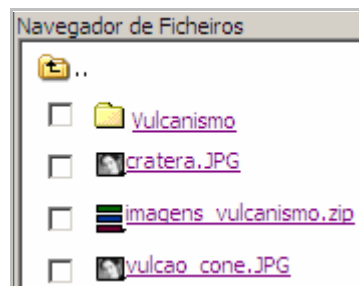 Navegador de Ficheiros
..
Vulcanismo
cratera.JPG
imagens_vulcanismo.zip
vulcao_cone.JPG